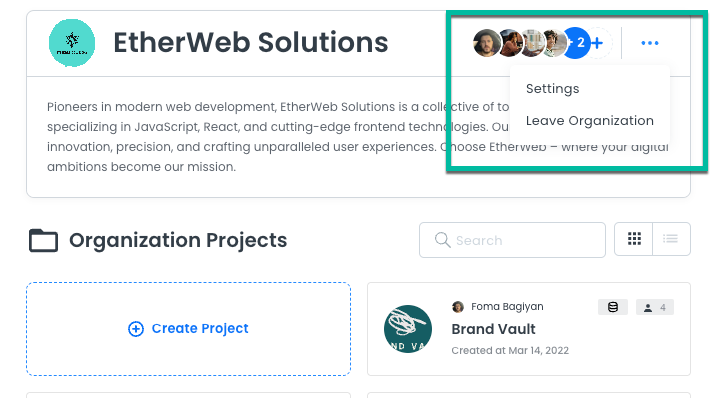 EtherWeb Solutions
2
Settings
Leave Organization
Pioneers in modern web development, EtherWeb Solutions is a collective of to
specializing in JavaScript, React, and cutting-edge frontend technologies. Ou
innovation, precision, and crafting unparalleled user experiences. Choose EtherWeb – where your digital
ambitions become our mission.
Organization Projects
Search
Create Project
Foma Bagiyan
4
Brand Vault
Created at Mar 14, 2022
ND VA